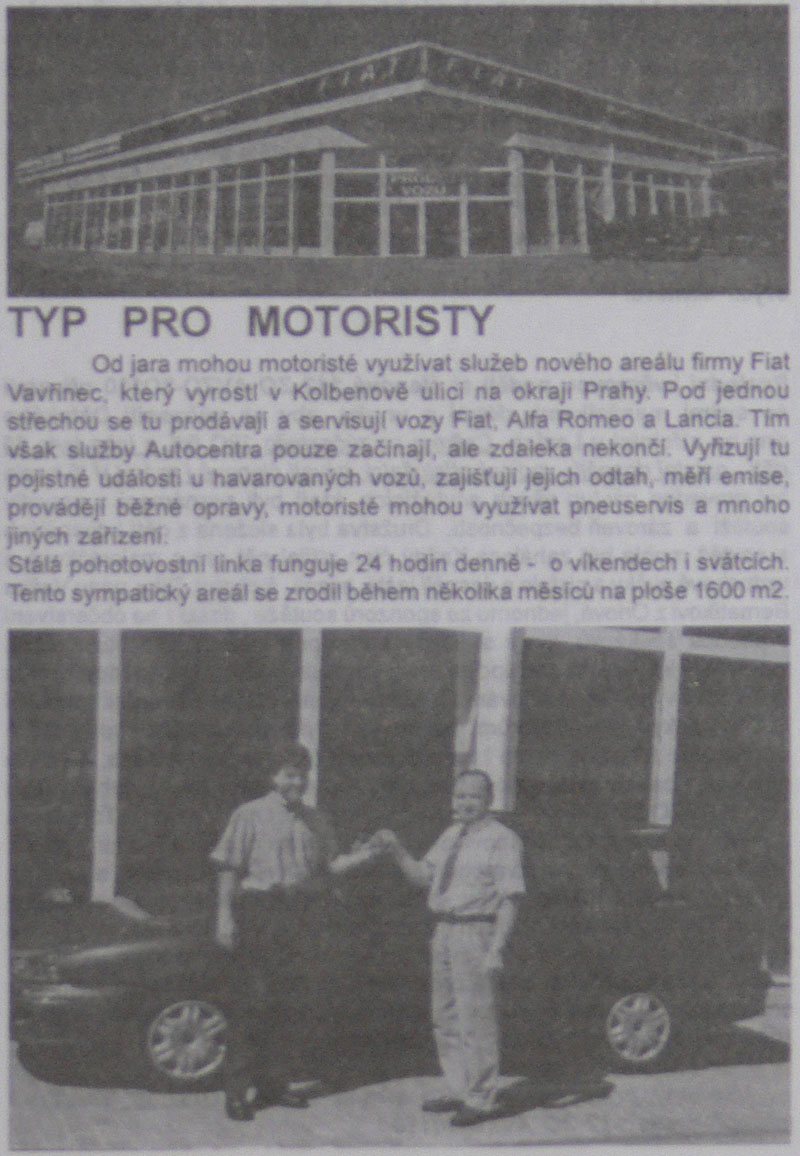 FIAT FIAT
PRODEJ
VOZŮ
TYP PRO MOTORISTY
Od jara mohou motoristé využívat služeb nového areálu firmy Fiat
Vavřinec, který vyrostl v Kolbenově ulici na okraji Prahy. Pod jednou
střechou se tu prodávají a servisují vozy Fiat, Alfa Romeo a Lancia. Tím
však služby Autocentra pouze začínají, ale zdaleka nekončí. Vyřizují tu
pojistné události u havarovaných vozů, zajišťují jejich odtah, měří emise,
provádějí běžné opravy, motoristé mohou využívat pneuservis a mnoho
jiných zařízení.
Stálá pohotovostní linka funguje 24 hodin denně - o víkendech i svátcích.
Tento sympatický areál se zrodil během několika měsíců na ploše 1600 m2.